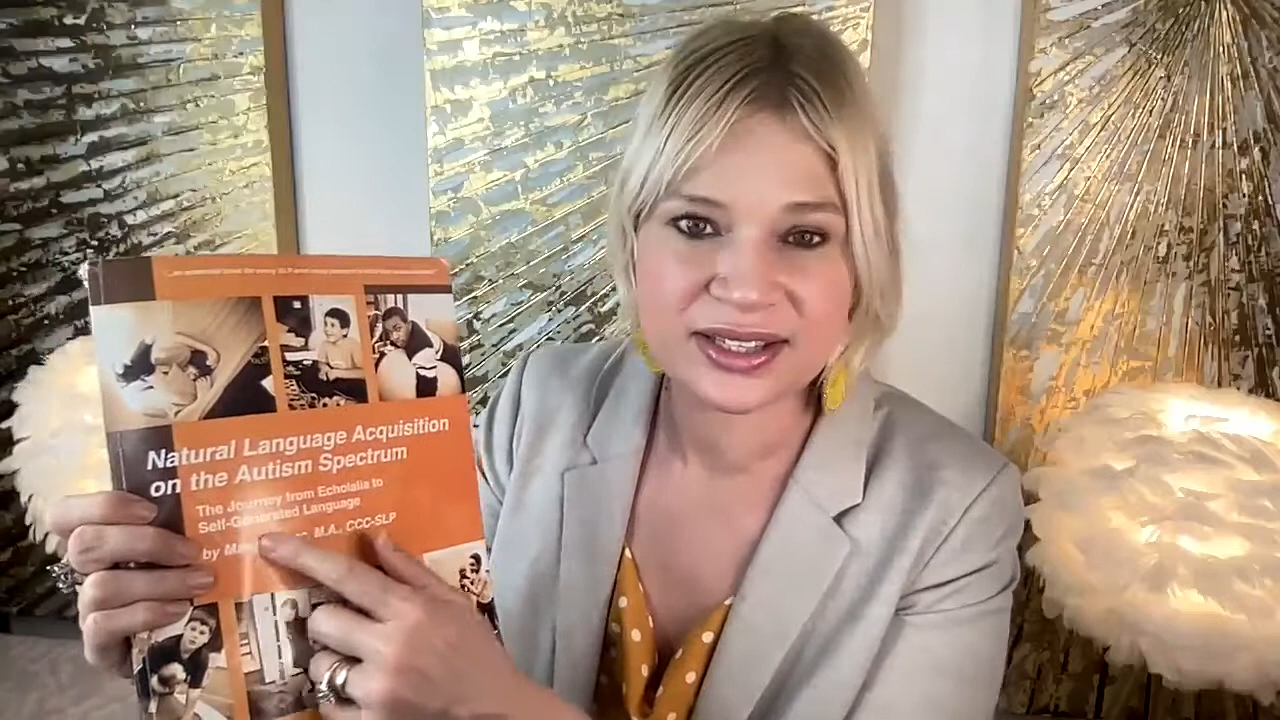 Natural Language Acquisition
on the Autism Spectrum
The Journey from Echolalia to
Self-Generated Language
by M.A., CCC-SLP